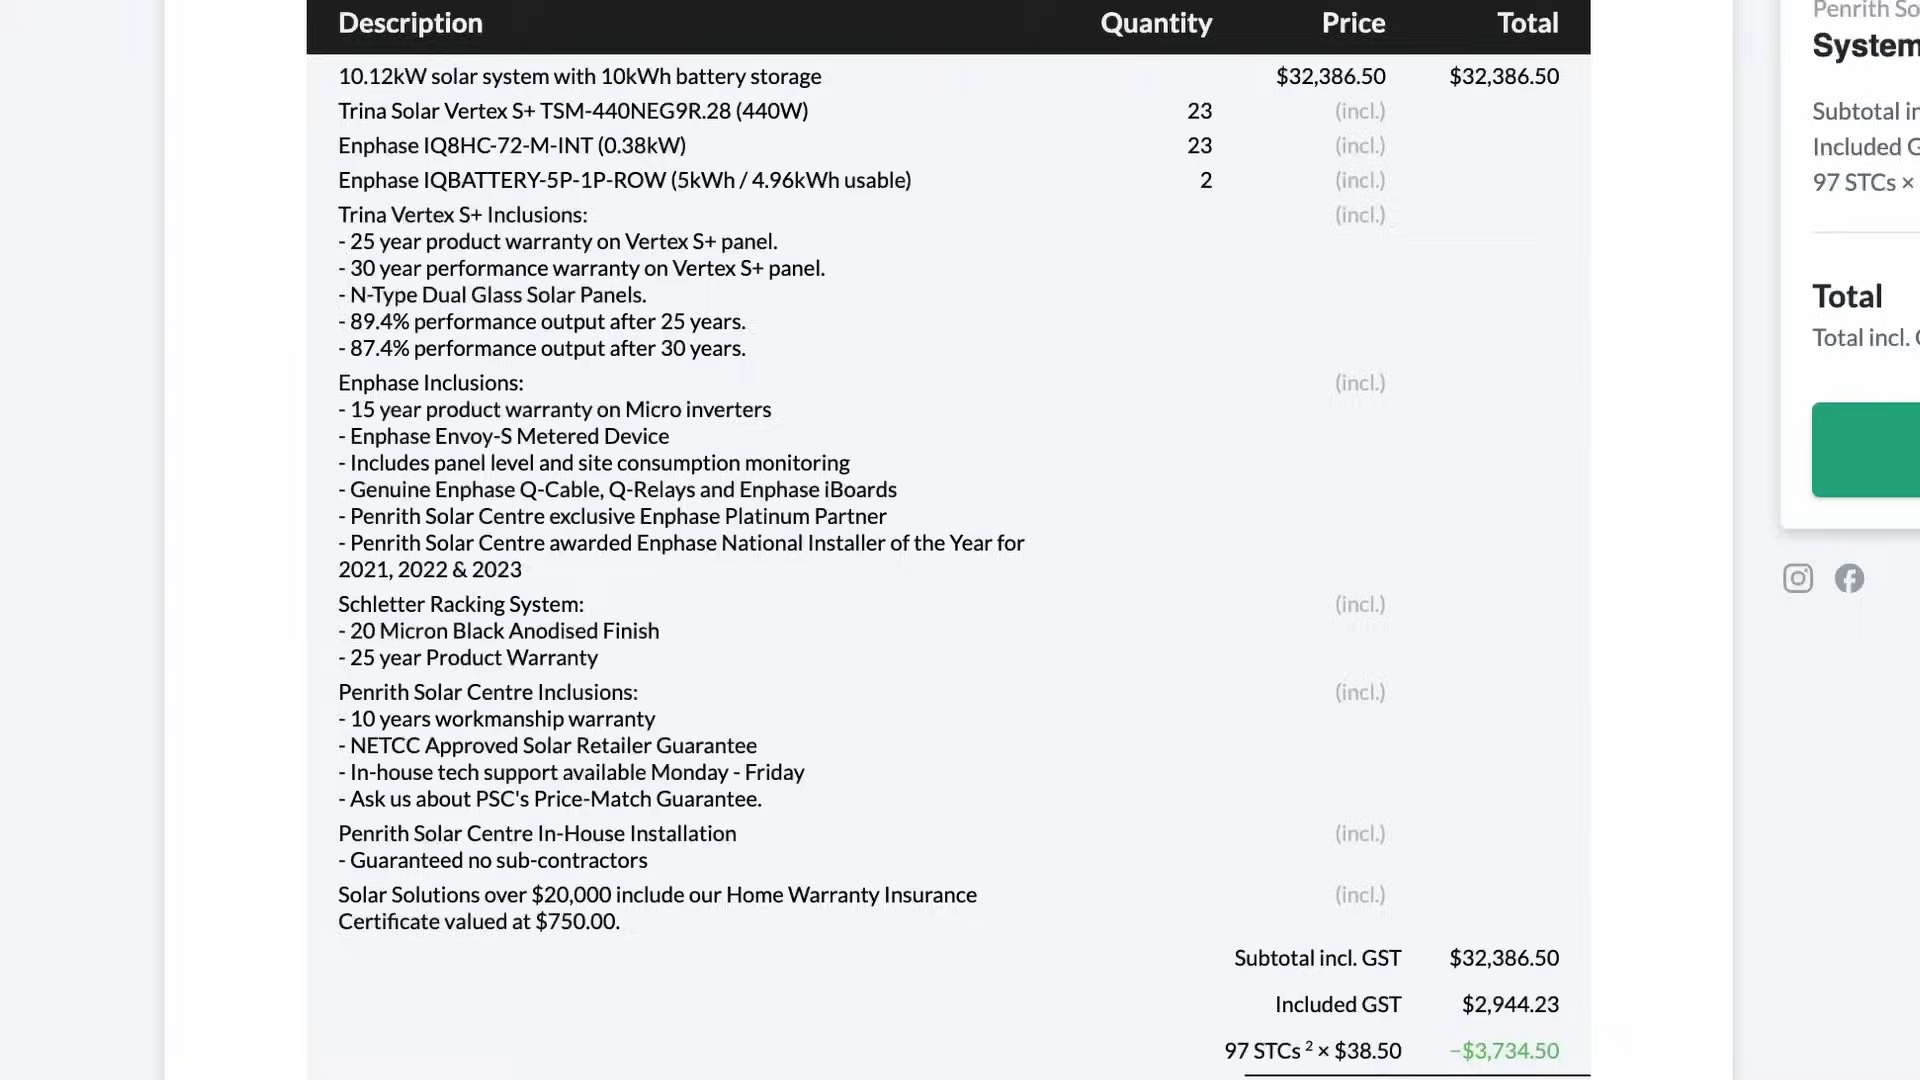 Description Quantity Price Total
10.12kW solar system with 10kWh battery storage $32,386.50 $32,386.50
Trina Solar Vertex S+ TSM-440NEG9R.28 (440W) 23 (incl.)
Enphase IQ8HC-72-M-INT (0.38kW) 23 (incl.)
Enphase IQBATTERY-5P-1P-ROW (5kWh / 4.96kWh usable) 2 (incl.)
Trina Vertex S+ Inclusions: (incl.)
- 25 year product warranty on Vertex S+ panel.
- 30 year performance warranty on Vertex S+ panel.
- N-Type Dual Glass Solar Panels.
- 89.4% performance output after 25 years.
- 87.4% performance output after 30 years.
Enphase Inclusions: (incl.)
- 15 year product warranty on Micro inverters
- Enphase Envoy-S Metered Device
- Includes panel level and site consumption monitoring
- Genuine Enphase Q-Cable, Q-Relays and Enphase iBoards
- Penrith Solar Centre exclusive Enphase Platinum Partner
- Penrith Solar Centre awarded Enphase National Installer of the Year for
2021, 2022 & 2023
Schletter Racking System: (incl.)
- 20 Micron Black Anodised Finish
- 25 year Product Warranty
Penrith Solar Centre Inclusions: (incl.)
- 10 years workmanship warranty
- NETCC Approved Solar Retailer Guarantee
- In-house tech support available Monday - Friday
- Ask us about PSC's Price-Match Guarantee.
Penrith Solar Centre In-House Installation (incl.)
- Guaranteed no sub-contractors
Solar Solutions over $20,000 include our Home Warranty Insurance (incl.)
Certificate valued at $750.00.
Subtotal incl. GST $32,386.50
Included GST $2,944.23
97 STCs ² × $38.50 −$3,734.50
Penrith So
System
Subtotal in
Included G
97 STCs ×
Total
Total incl.